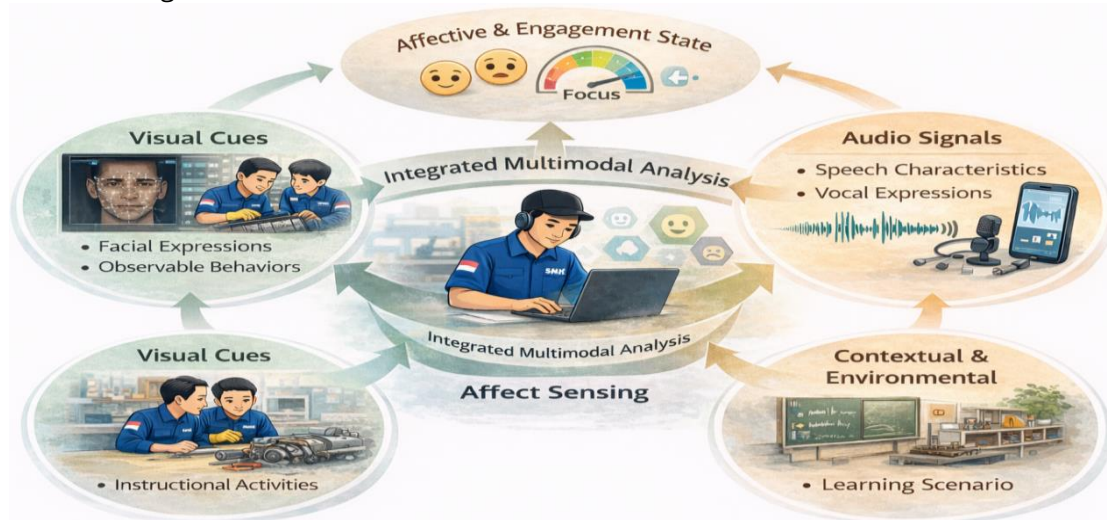 Affective & Engagement State
Focus
Visual Cues
• Facial Expressions
• Observable Behaviors
Integrated Multimodal Analysis
SMK
Audio Signals
• Speech Characteristics
• Vocal Expressions
Visual Cues
• Instructional Activities
Integrated Multimodal Analysis
Affect Sensing
Contextual &
Environmental
• Learning Scenario